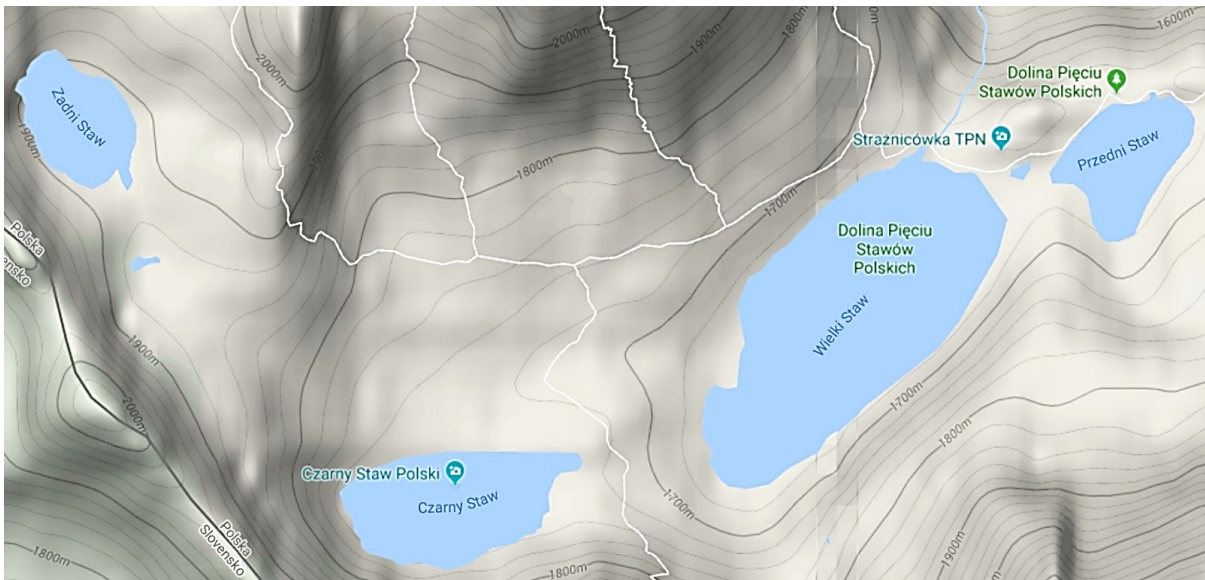 2000m
2000m
1900m
1800m
1600m
Zadni Staw
1900m
1900m
1800m
Dolina Pięciu
Stawów Polskich
Strażnicówka TPN
Przedni Staw
1700m
Dolina Pięciu
Stawów
Polskich
Polska
ensko
Wielki Staw
1900m
2000m
1700m
1800m
Czarny Staw Polski
Czarny Staw
1700m
Polska
Slovensko
1800m
1800m
1900m